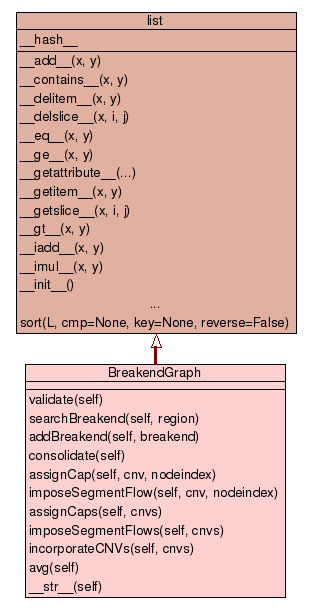 list
__hash__
__add__(x, y)
__contains__(x, y)
__delitem__(x, y)
__delslice__(x, i, j)
__eq__(x, y)
__ge__(x, y)
__getattribute__(...)
__getitem__(x, y)
__getslice__(x, i, j)
__gt__(x, y)
__iadd__(x, y)
__imul__(x, y)
__init__()
...
sort(L, cmp=None, key=None, reverse=False)
BreakendGraph
validate(self)
searchBreakend(self, region)
addBreakend(self, breakend)
consolidate(self)
assignCap(self, cnv, nodeindex)
imposeSegmentFlow(self, cnv, nodeindex)
assignCaps(self, cnvs)
imposeSegmentFlows(self, cnvs)
incorporateCNVs(self, cnvs)
avg(self)
__str__(self)